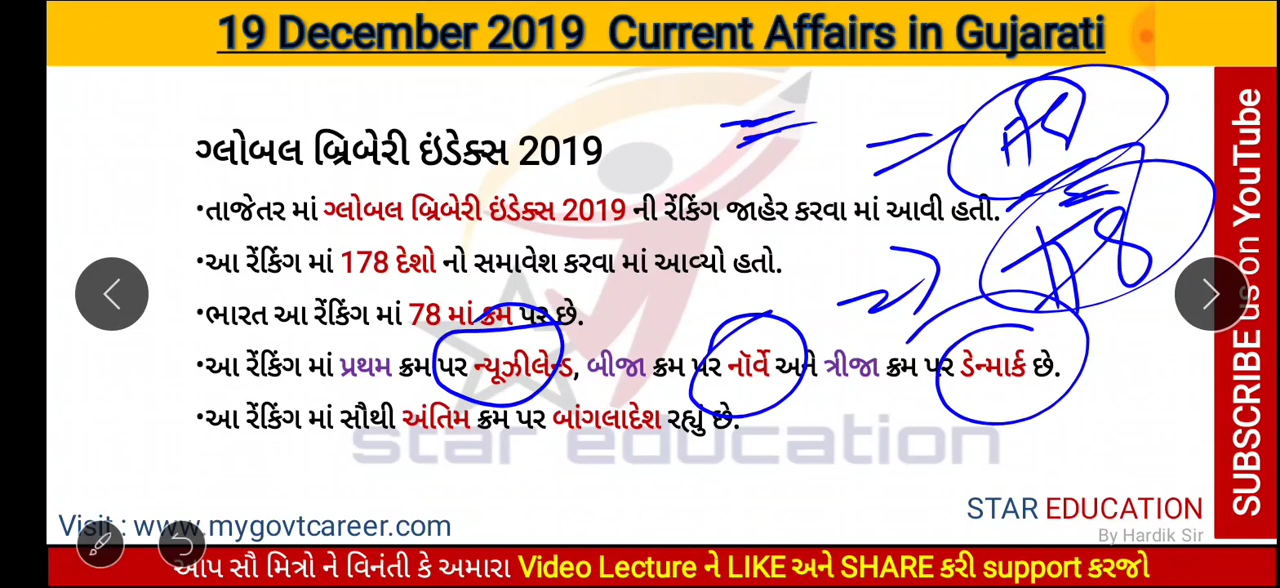 19 December 2019 Current Affairs in Gujarati
ગ્લોબલ બ્રિબેરી ઇંડેક્સ 2019
•તાજેતર માં ગ્લોબલ બ્રિબેરી ઇંડેક્સ 2019 ની રેંકિંગ જાહેર કરવા માં આવી હતી.
•આ રેંકિંગ માં 178 દેશો નો સમાવેશ કરવા માં આવ્યો હતો.
•ભારત આ રેંકિંગ માં 78 માં ક્રમ પર છે.
•આ રેંકિંગ માં પ્રથમ ક્રમ પર ન્યૂઝીલેન્ડ, બીજા ક્રમ પર નૉર્વે અને ત્રીજા ક્રમ પર ડેન્માર્ક છે.
•આ રેંકિંગ માં સૌથી અંતિમ ક્રમ પર બાંગલાદેશ રહ્યું છે.
star education
STAR EDUCATION
By Hardik Sir
Visit : www.mygovtcareer.com
આપ સૌ મિત્રો ને વિનંતી કે અમારા Video Lecture ને LIKE અને SHARE કરી support કરજો
SUBSCRIBE us on YouTube